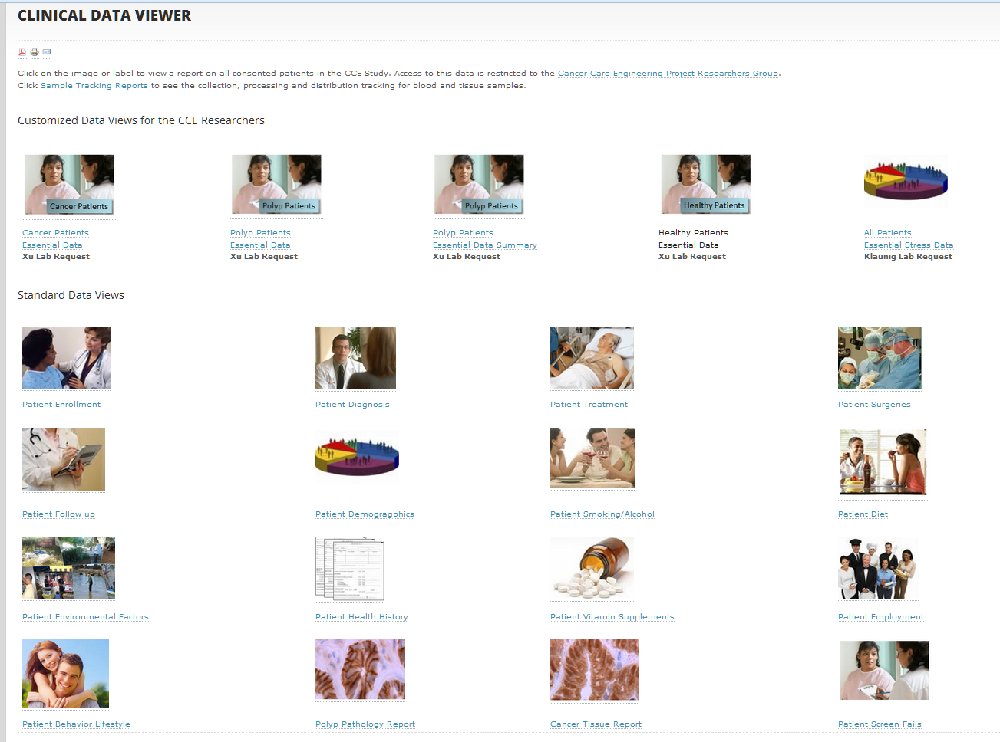 CLINICAL DATA VIEWER
Click on the image or label to view a report on all consented patients in the CCE Study. Access to this data is restricted to the Cancer Care Engineering Project Researchers Group.
Click Sample Tracking Reports to see the collection, processing and distribution tracking for blood and tissue samples.
Customized Data Views for the CCE Researchers
Cancer Patients
Polyp Patients
Polyp Patients
Healthy Patients
Cancer Patients
Essential Data
Xu Lab Request
Polyp Patients
Essential Data
Xu Lab Request
Polyp Patients
Essential Data Summary
Xu Lab Request
Healthy Patients
Essential Data
Xu Lab Request
All Patients
Essential Stress Data
Klaunig Lab Request
Standard Data Views
Patient Enrollment
Patient Diagnosis
Patient Treatment
Patient Surgeries
Patient Follow-up
Patient Demogragphics
Patient Smoking/Alcohol
Patient Diet
Patient Environmental Factors
Patient Health History
Patient Vitamin Supplements
Patient Employment
Patient Behavior Lifestyle
Polyp Pathology Report
Cancer Tissue Report
Patient Screen Fails